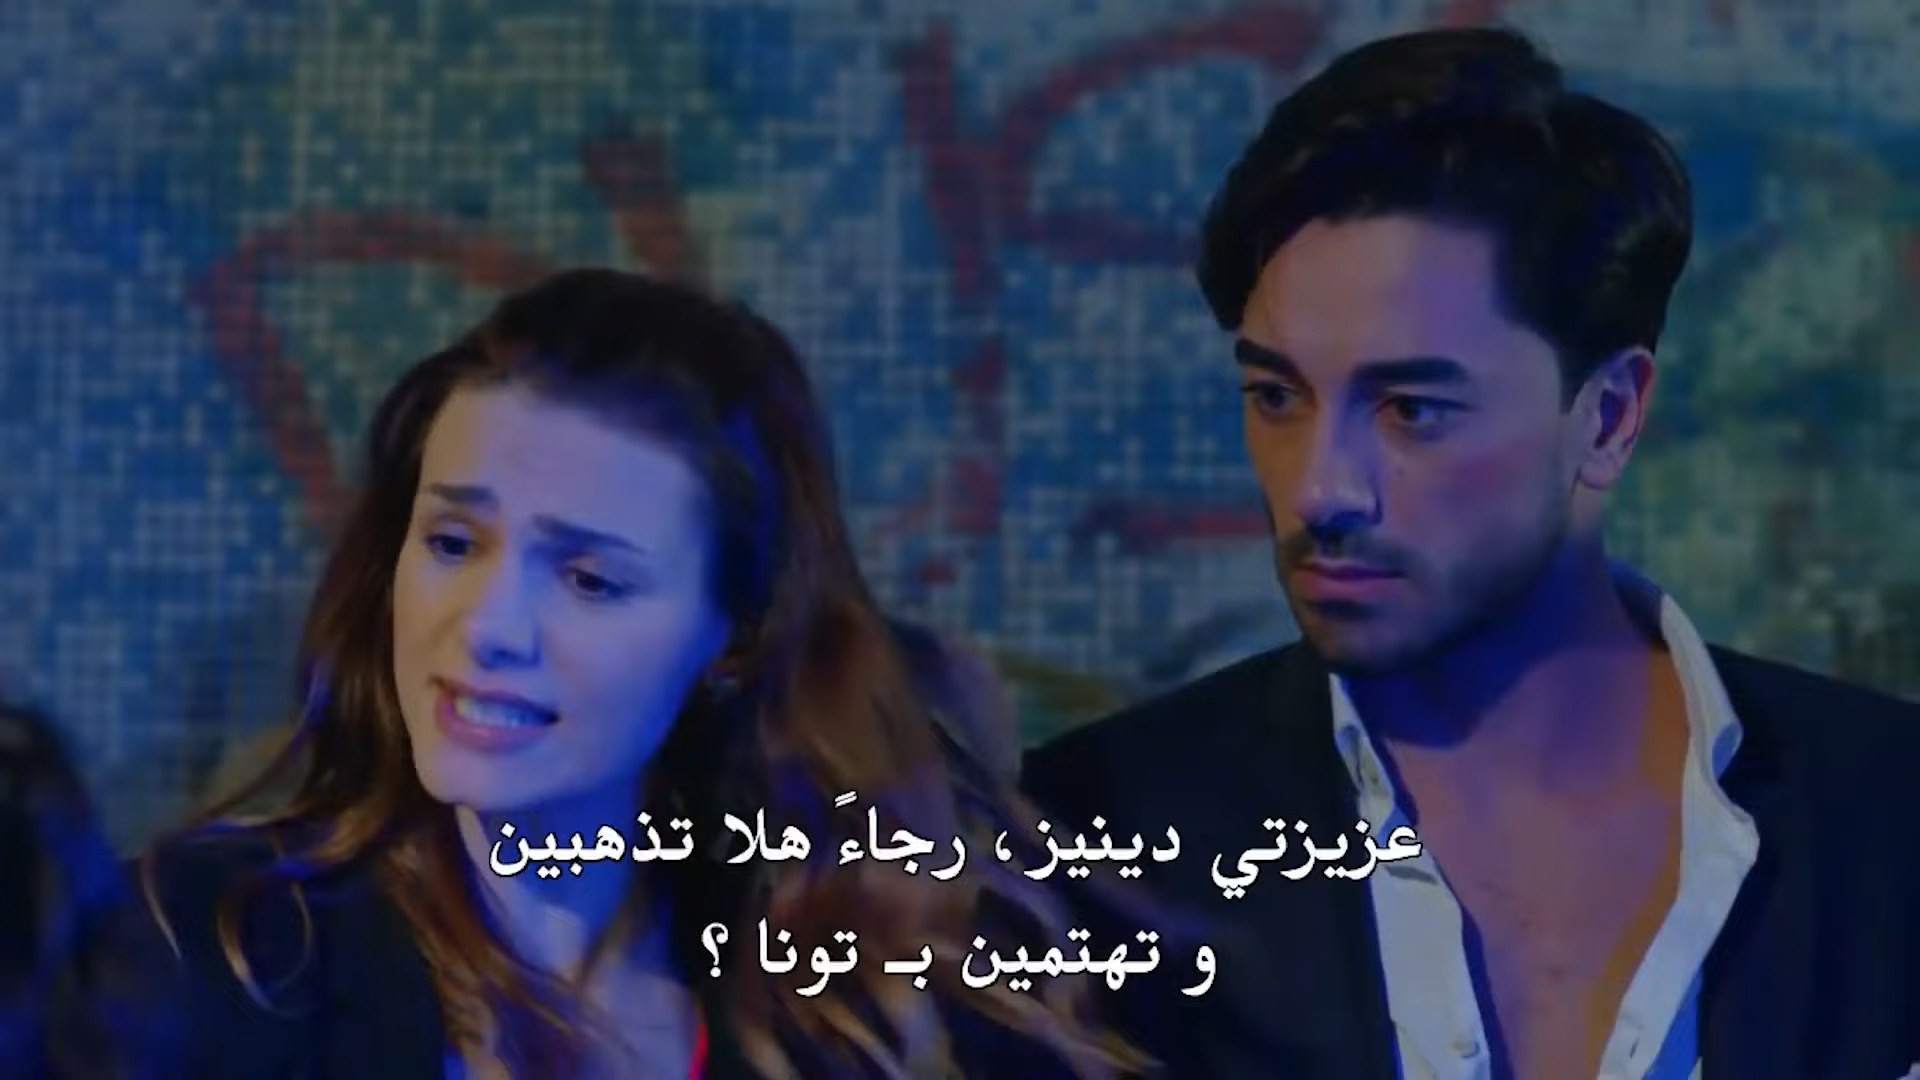 عزيزتي دينيز، رجاءً هلا تذهبين
و تهتمين بـ تونا ؟